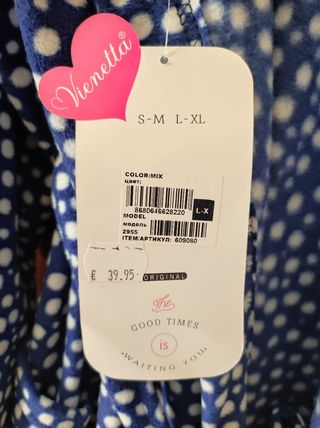 Vienetta®
S-M L-XL
COLOR:MIX
цвет:
8680646628220
L-X
MODEL
модель
2955
ITEM/АРТИКУЛ: 609080
€ 39.95
ORIGINAL
The
GOOD TIMES
is
WAITING YOU